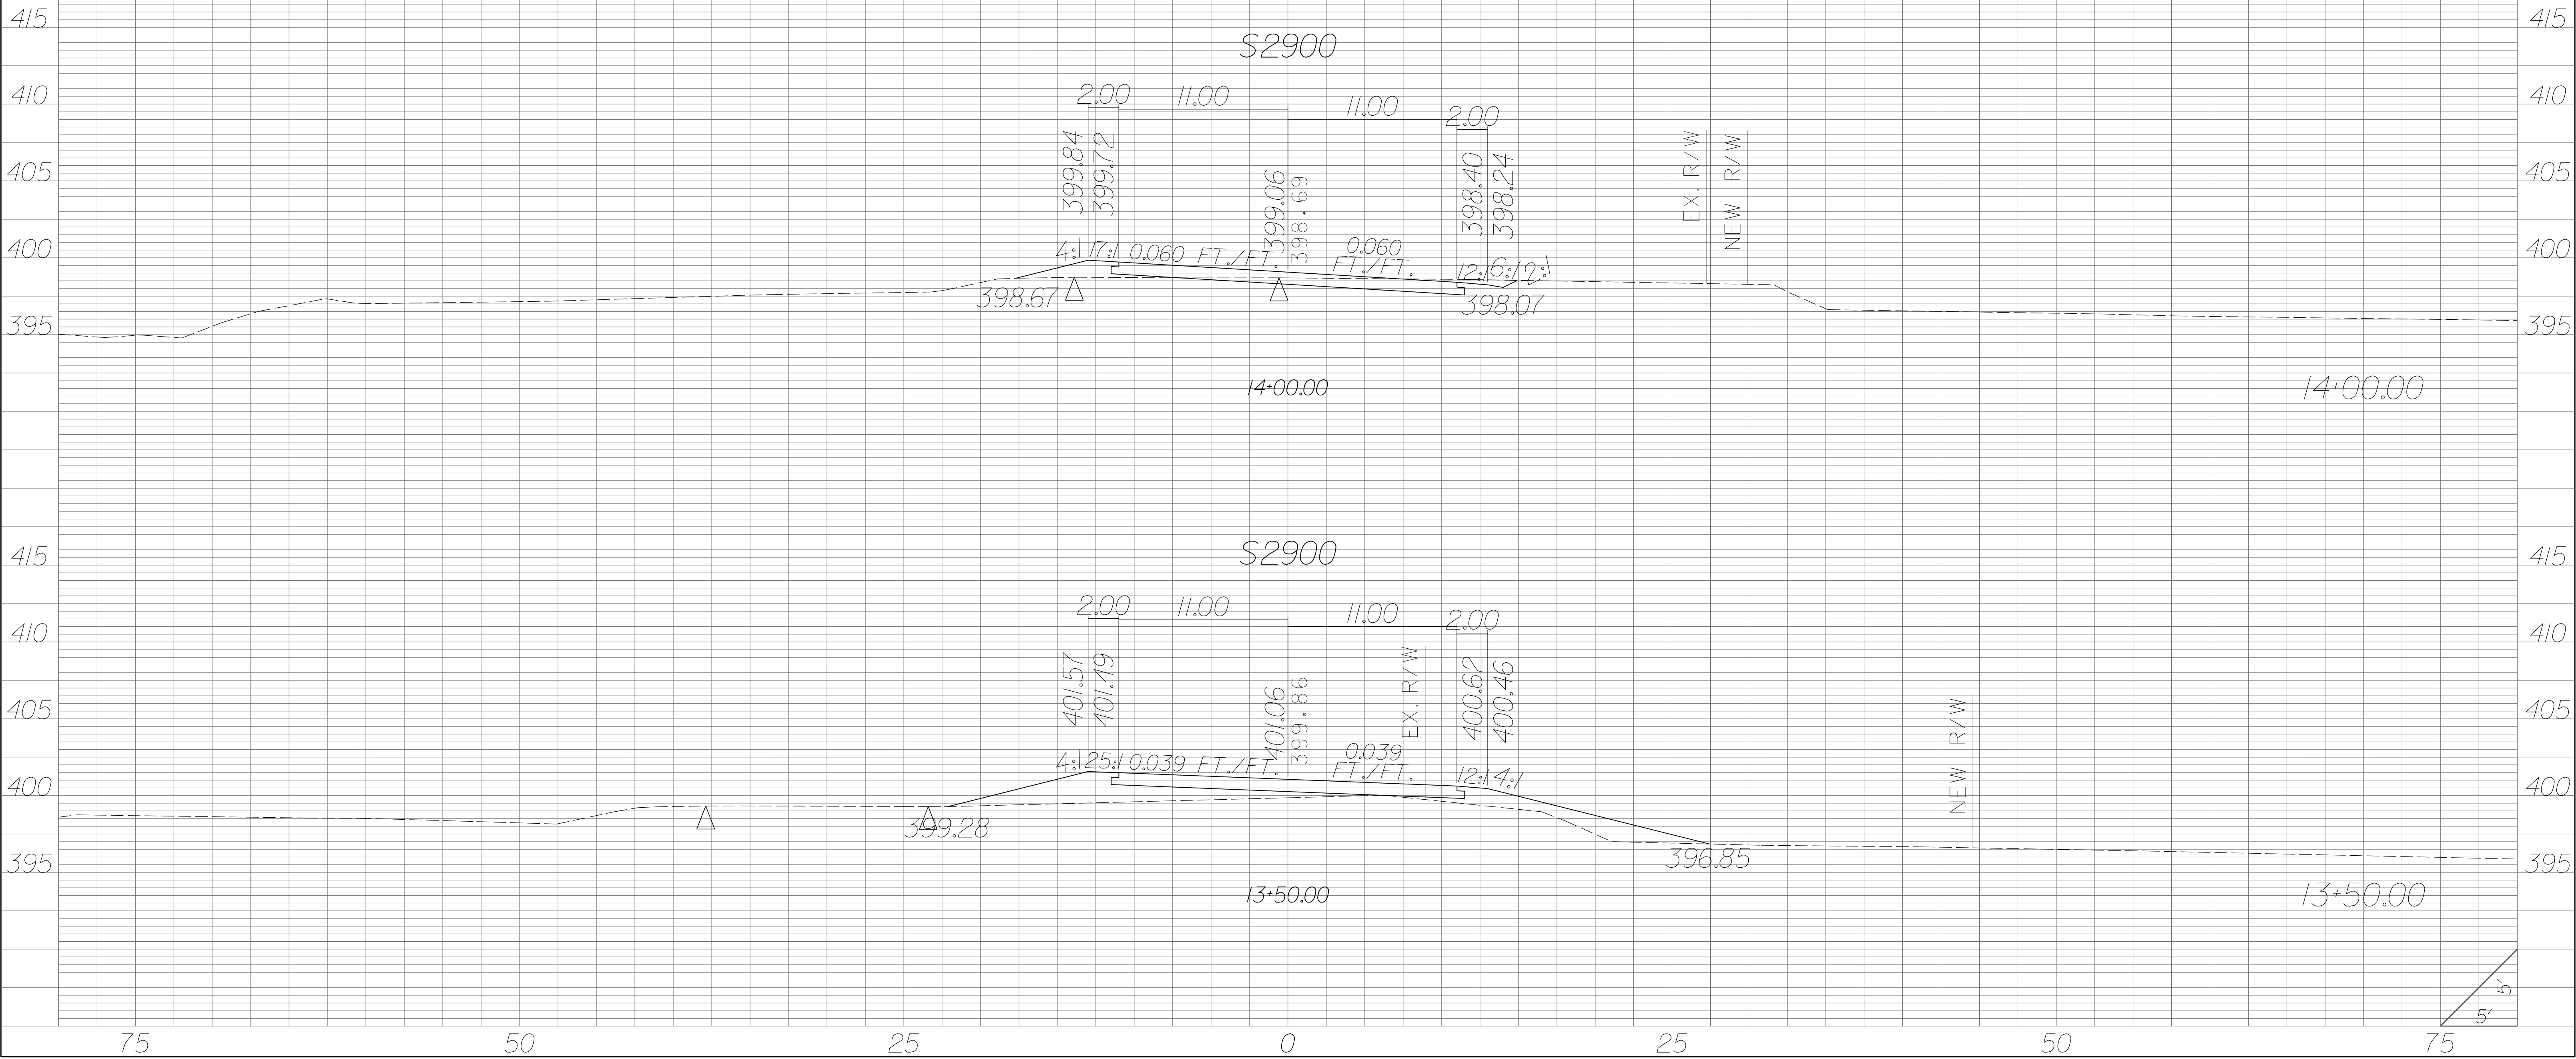 415 415
S2900
410 2.00 11.00 11.00 2.00 410
399.84 399.72 399.06 398.69 398.40 398.24 EX. R/W NEW R/W
405 405
400 4:1 17:1 0.060 FT./FT. 0.060 FT./FT. 12:1 6:1 2:1 400
398.67 398.07
395 395
14+00.00 14+00.00
415 S2900 415
410 2.00 11.00 11.00 2.00 410
401.57 401.49 401.06 399.86 EX. R/W 400.62 400.46 NEW R/W
405 405
4:1 25:1 0.039 FT./FT. 0.039 FT./FT. 12:1 4:1
400 400
399.28 396.85
395 395
13+50.00 13+50.00
5'
5'
75 50 25 0 25 50 75